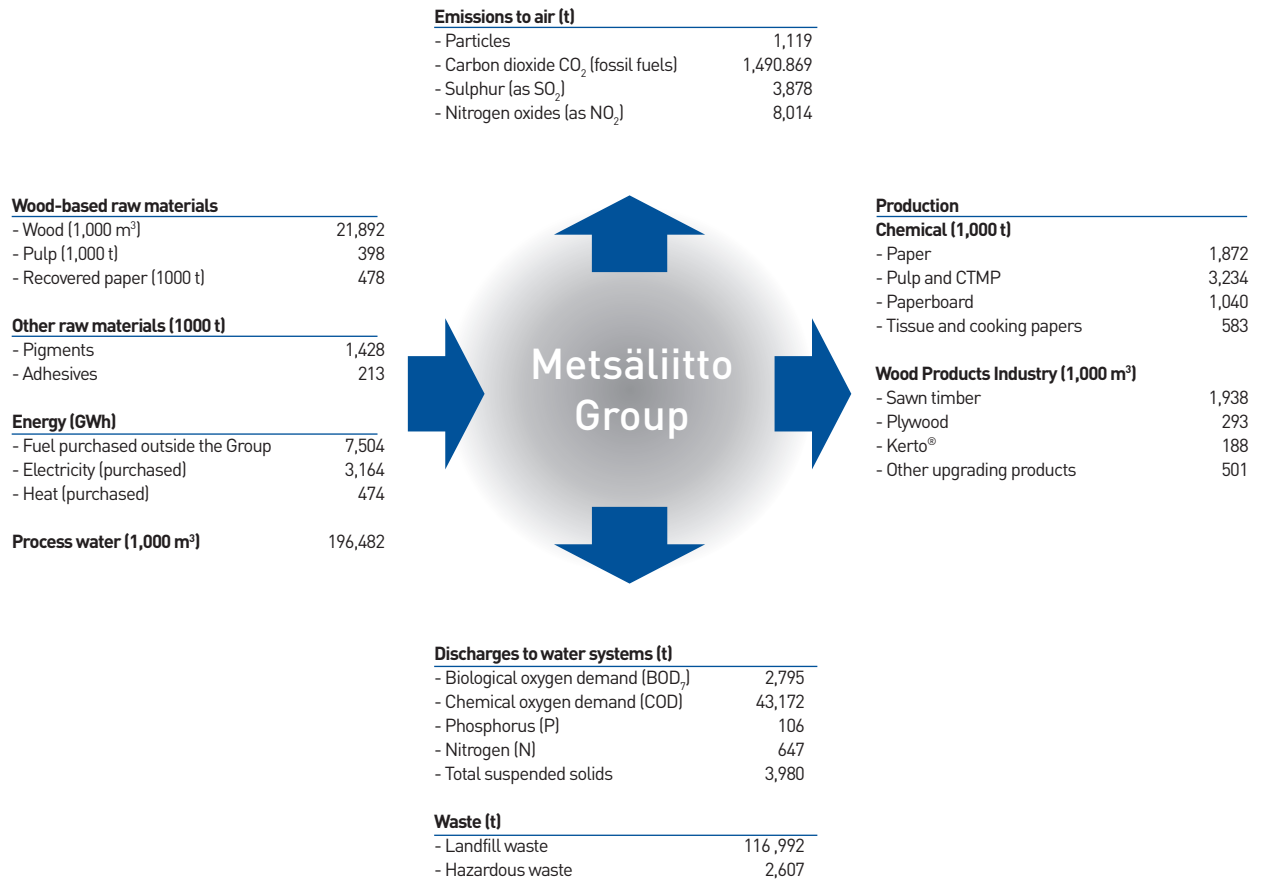 Emissions to air (t)
- Particles 1,119
- Carbon dioxide CO₂ (fossil fuels) 1,490.869
- Sulphur (as SO₂) 3,878
- Nitrogen oxides (as NO₂) 8,014
Wood-based raw materials
- Wood (1,000 m³) 21,892
- Pulp (1,000 t) 398
- Recovered paper (1000 t) 478
Other raw materials (1000 t)
- Pigments 1,428
- Adhesives 213
Energy (GWh)
- Fuel purchased outside the Group 7,504
- Electricity (purchased) 3,164
- Heat (purchased) 474
Process water (1,000 m³) 196,482
Metsäliitto
Group
Production
Chemical (1,000 t)
- Paper 1,872
- Pulp and CTMP 3,234
- Paperboard 1,040
- Tissue and cooking papers 583
Wood Products Industry (1,000 m³)
- Sawn timber 1,938
- Plywood 293
- Kerto® 188
- Other upgrading products 501
Discharges to water systems (t)
- Biological oxygen demand (BOD₇) 2,795
- Chemical oxygen demand (COD) 43,172
- Phosphorus (P) 106
- Nitrogen (N) 647
- Total suspended solids 3,980
Waste (t)
- Landfill waste 116 ,992
- Hazardous waste 2,607